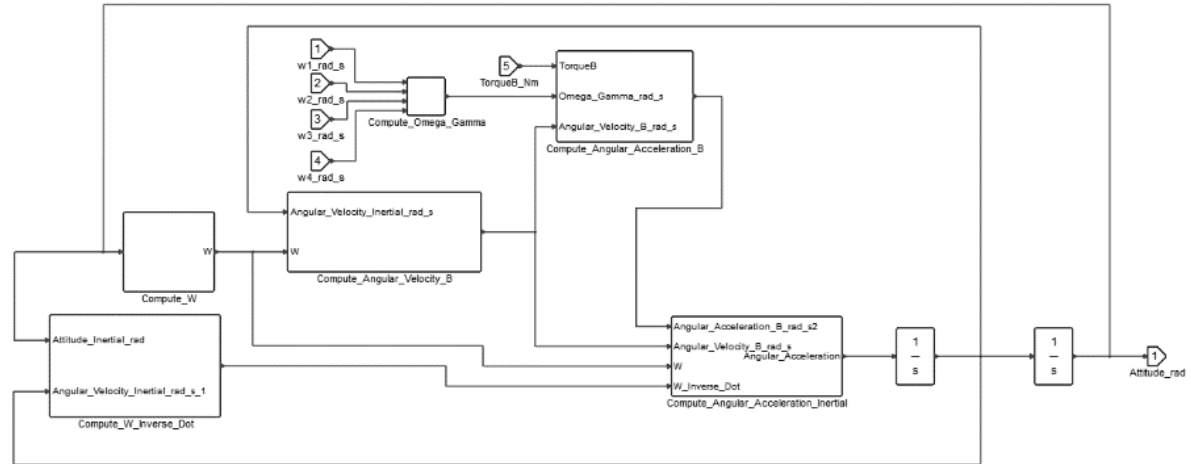 1
w1_rad_s
2
w2_rad_s
3
w3_rad_s
4
w4_rad_s
Compute_Omega_Gamma
5
TorqueB_Nm
TorqueB
Omega_Gamma_rad_s
Angular_Velocity_B_rad_s
Compute_Angular_Acceleration_B
Angular_Velocity_Inertial_rad_s
W
Compute_Angular_Velocity_B
W
Compute_W
Attitude_Inertial_rad
Angular_Velocity_Inertial_rad_s_1
Compute_W_Inverse_Dot
Angular_Acceleration_B_rad_s2
Angular_Velocity_B_rad_s
Angular_Acceleration
W
W_Inverse_Dot
Compute_Angular_Acceleration_Inertial
1
s
1
s
1
Attitude_rad